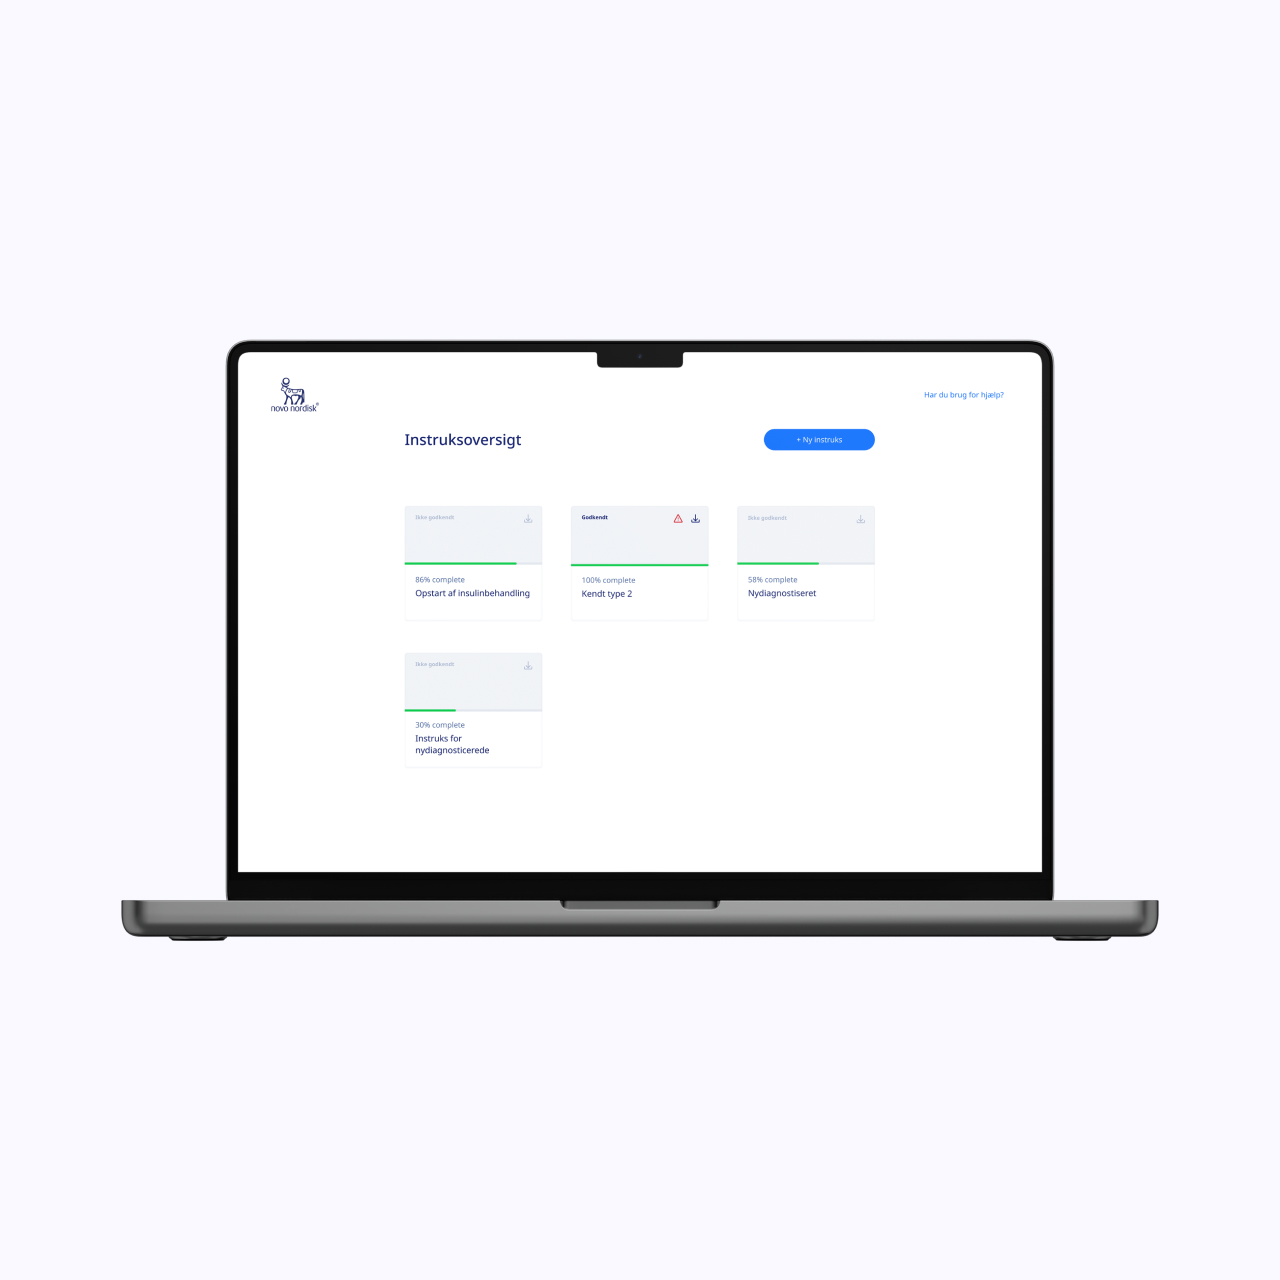 novo nordisk®
Har du brug for hjælp?
Instruksoversigt
+ Ny instruks
Ikke godkendt
86% complete
Opstart af insulinbehandling
Godkendt
100% complete
Kendt type 2
Ikke godkendt
58% complete
Nydiagnostiseret
Ikke godkendt
30% complete
Instruks for
nydiagnosticerede